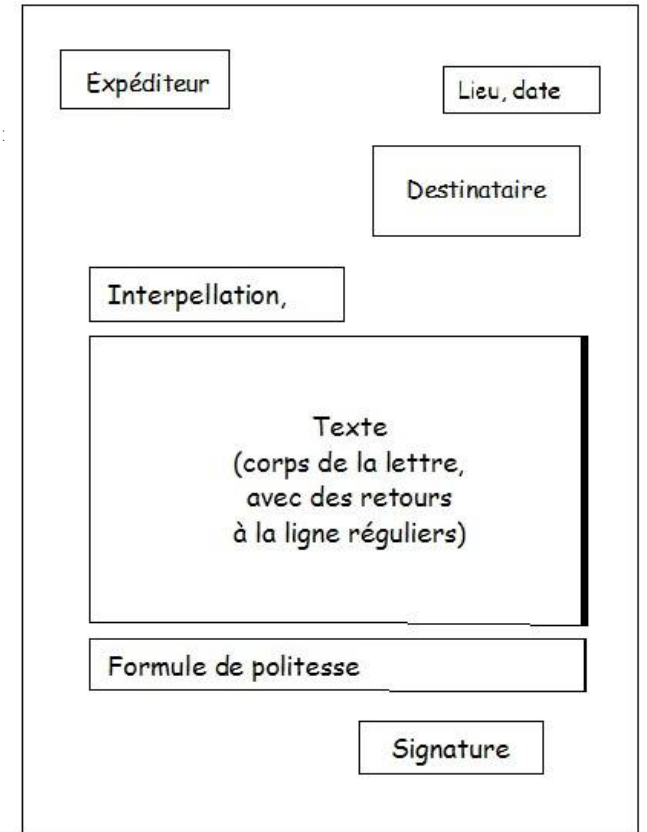 Expéditeur
Lieu, date
:
Destinataire
Interpellation,
Texte
(corps de la lettre,
avec des retours
à la ligne réguliers)
Formule de politesse
Signature